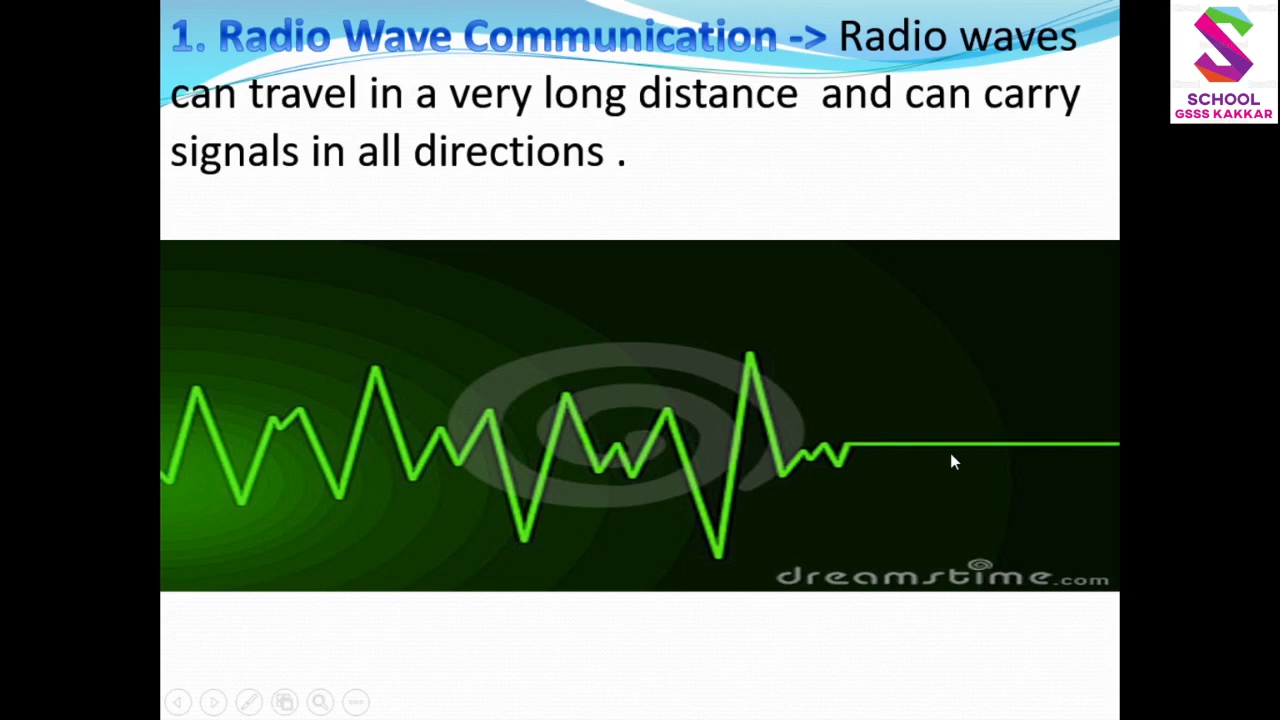 1. Radio Wave Communication -> Radio waves
can travel in a very long distance and can carry
signals in all directions .
SCHOOL
GSSS KAKKAR
dreamstime.com